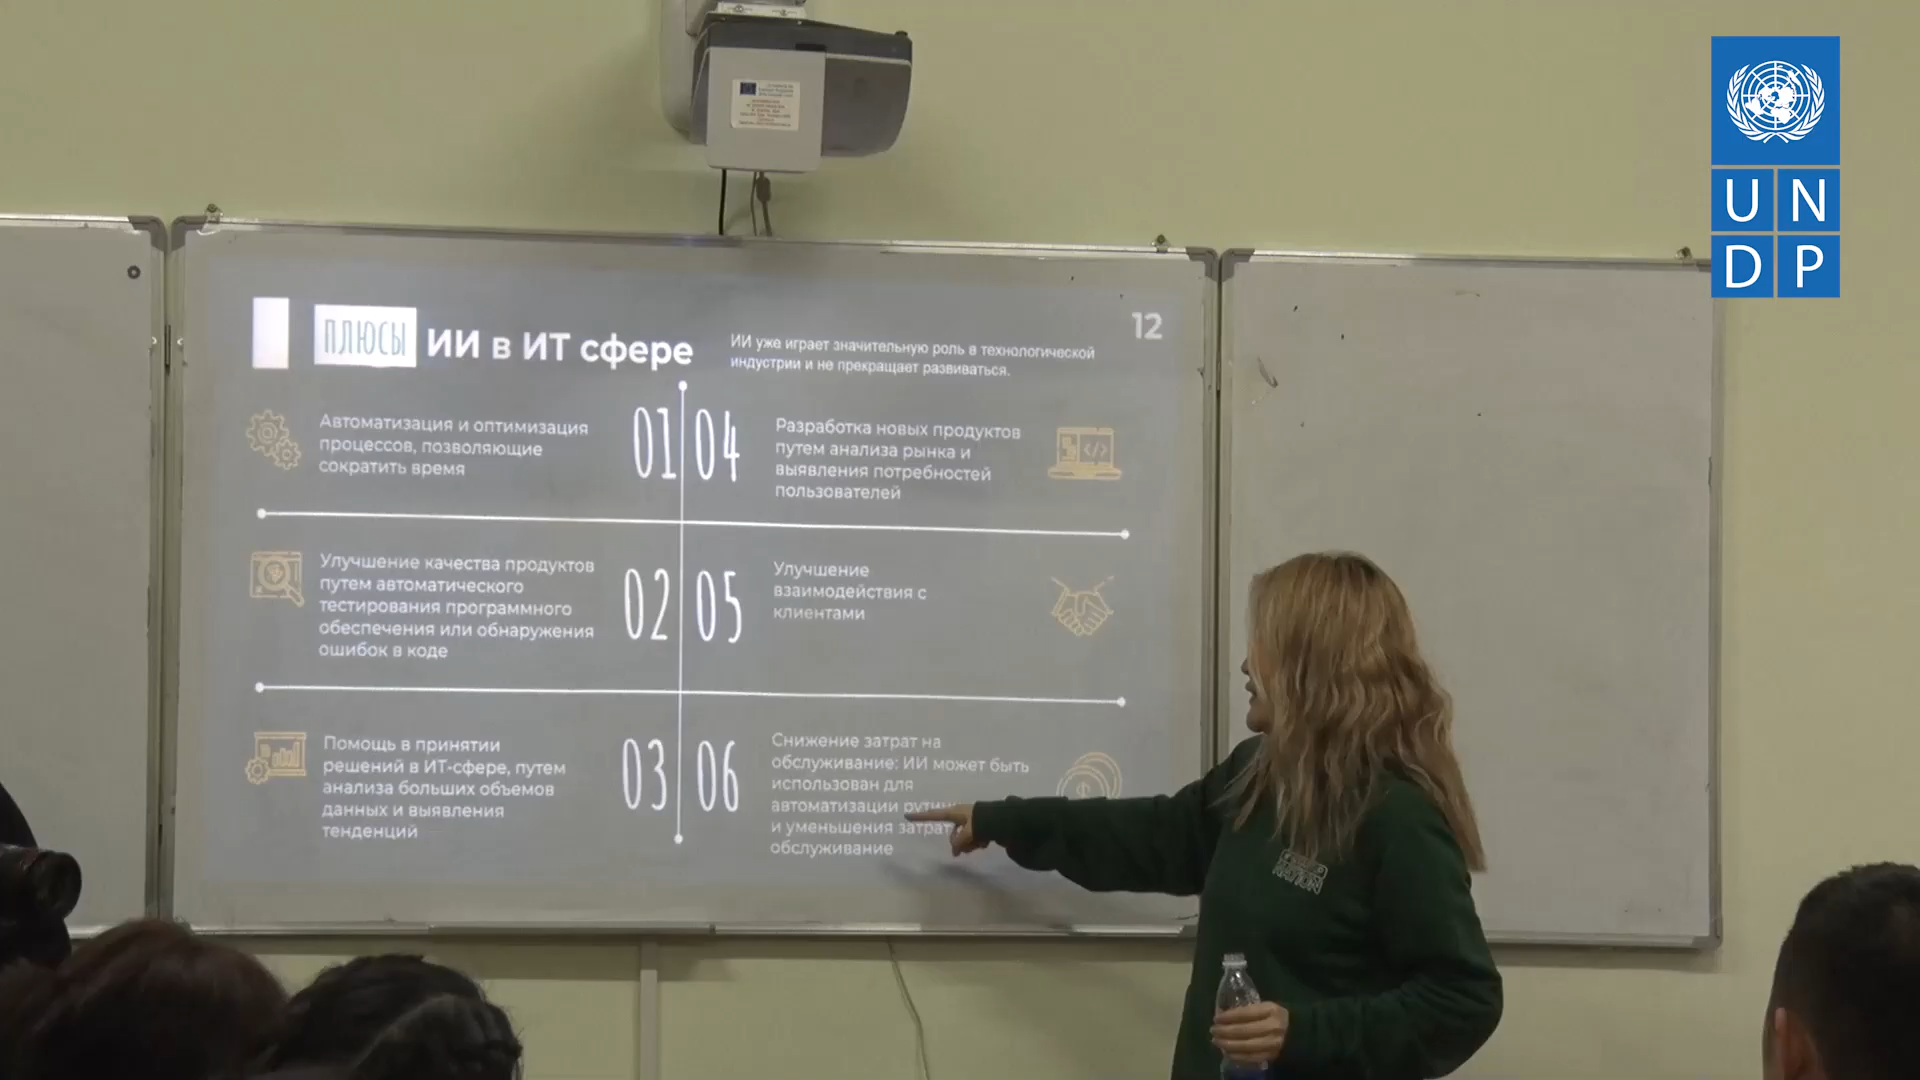 UN
DP
12
ПЛЮСЫ ИИ в ИТ сфере
ИИ уже играет значительную роль в технологической
индустрии и не прекращает развиваться.
Автоматизация и оптимизация
процессов, позволяющие
сократить время
01
Улучшение качества продуктов
путем автоматического
тестирования программного
обеспечения или обнаружения
ошибок в коде
02
Помощь в принятии
решений в ИТ-сфере, путем
анализа больших объемов
данных и выявления
тенденций
03
04
Разработка новых продуктов
путем анализа рынка и
выявления потребностей
пользователей
05
Улучшение
взаимодействия с
клиентами
06
Снижение затрат на
обслуживание: ИИ может быть
использован для
автоматизации
и уменьшения затрат
обслуживание